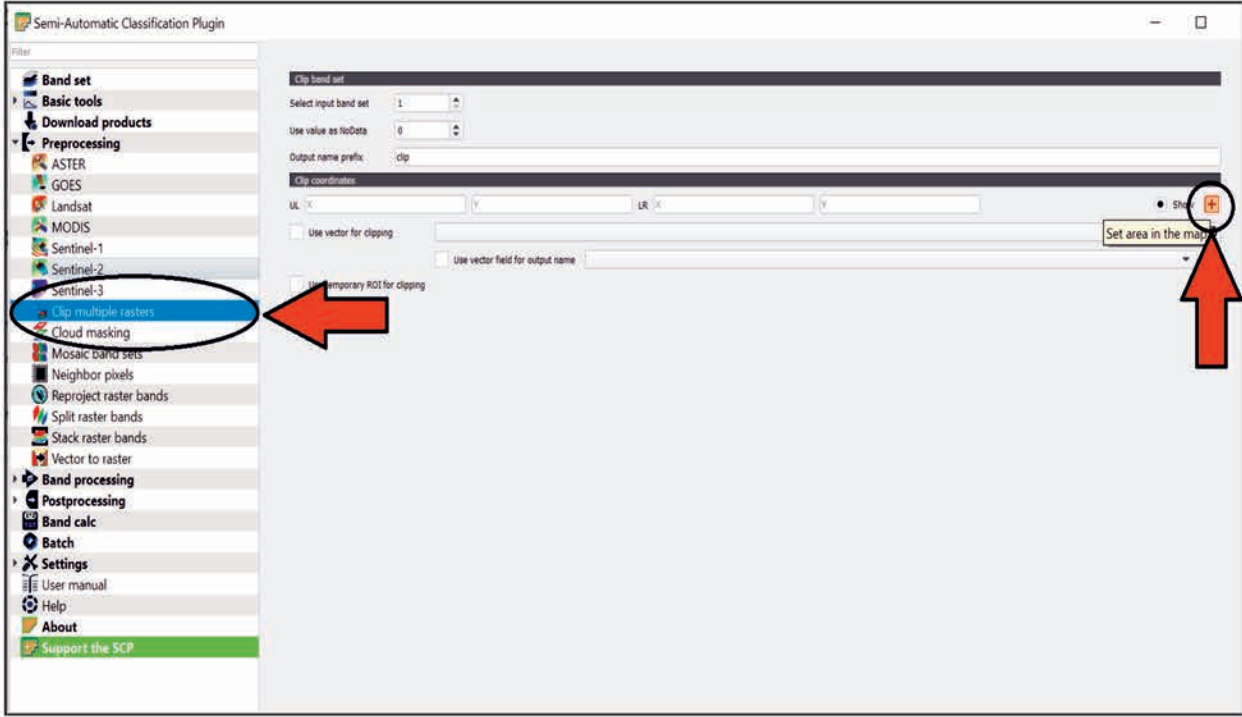 Semi-Automatic Classification Plugin
Filter
Band set
Basic tools
Download products
Preprocessing
ASTER
GOES
Landsat
MODIS
Sentinel-1
Sentinel-2
Sentinel-3
Clip multiple rasters
Cloud masking
Mosaic band sets
Neighbor pixels
Reproject raster bands
Split raster bands
Stack raster bands
Vector to raster
Band processing
Postprocessing
Band calc
Batch
Settings
User manual
Help
About
Support the SCP
Clip band set
Select input band set 1
Use value as NoData 0
Output name prefix clip
Clip coordinates
UL X Y LR X Y Show +
Set area in the map
Use vector for clipping
Use vector field for output name
Use temporary ROI for clipping